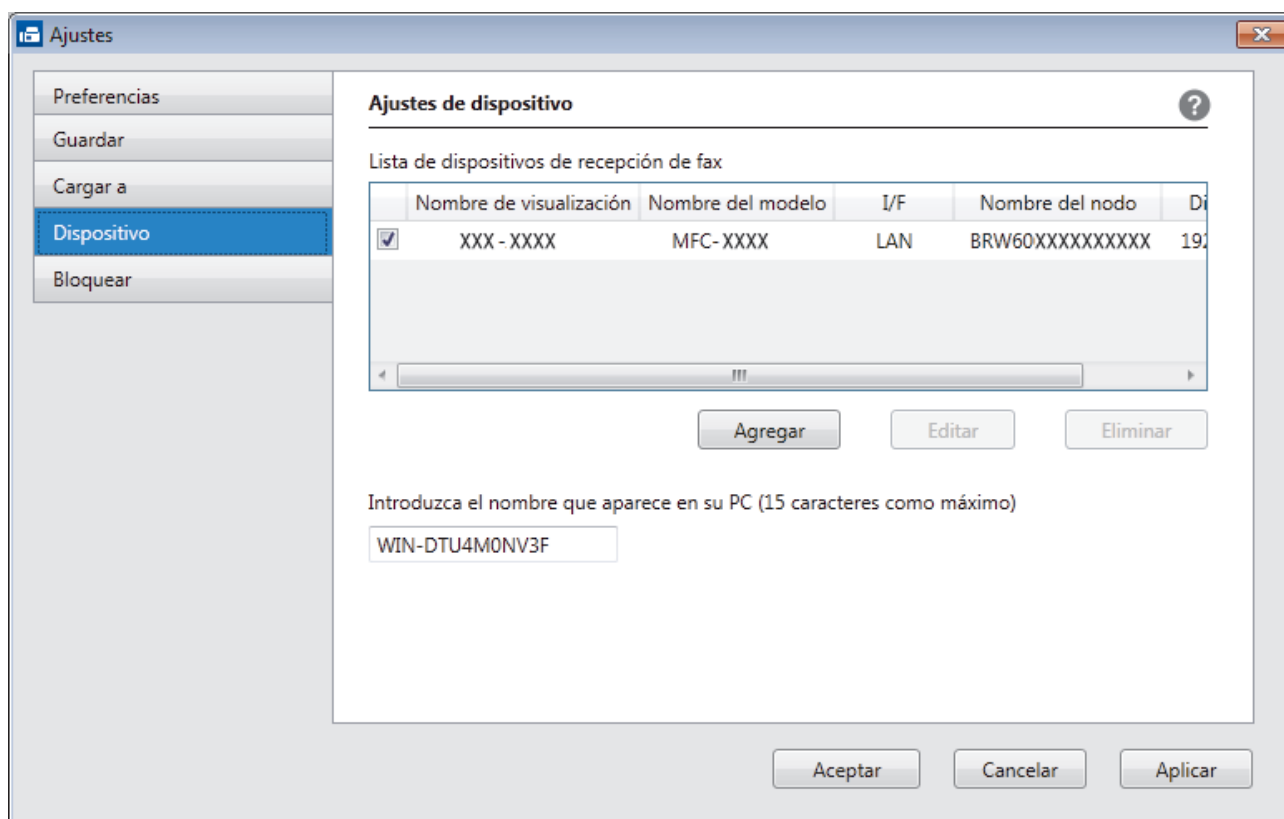 Ajustes
Preferencias
Guardar
Cargar a
Dispositivo
Bloquear
Ajustes de dispositivo ?
Lista de dispositivos de recepción de fax
Nombre de visualización Nombre del modelo I/F Nombre del nodo Di
XXX - XXXX MFC- XXXX LAN BRW60XXXXXXXXXX 192
Agregar Editar Eliminar
Introduzca el nombre que aparece en su PC (15 caracteres como máximo)
WIN-DTU4M0NV3F
Aceptar Cancelar Aplicar